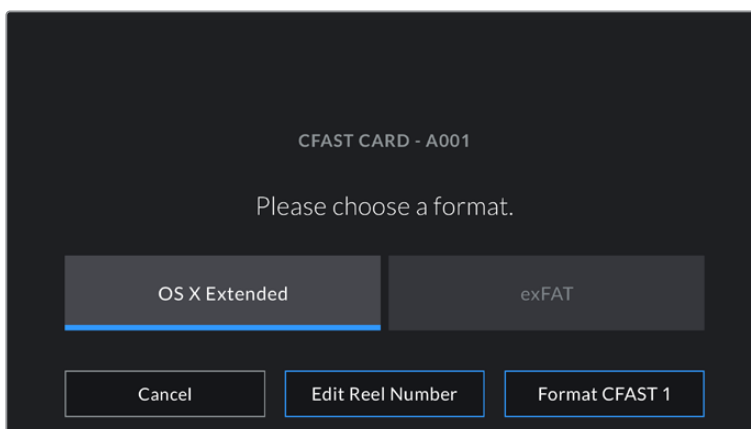 CFAST CARD - A001
Please choose a format.
OS X Extended
exFAT
Cancel
Edit Reel Number
Format CFAST 1